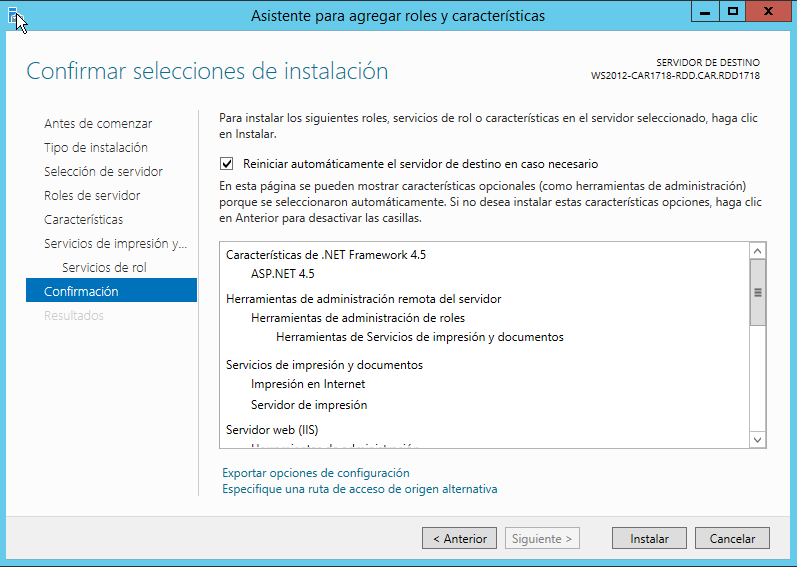 Asistente para agregar roles y características
Confirmar selecciones de instalación
SERVIDOR DE DESTINO
WS2012-CAR1718-RDD.CAR.RDD1718
Antes de comenzar
Tipo de instalación
Selección de servidor
Roles de servidor
Características
Servicios de impresión y...
Servicios de rol
Confirmación
Resultados
Para instalar los siguientes roles, servicios de rol o características en el servidor seleccionado, haga clic
en Instalar.
Reiniciar automáticamente el servidor de destino en caso necesario
En esta página se pueden mostrar características opcionales (como herramientas de administración)
porque se seleccionaron automáticamente. Si no desea instalar estas características opciones, haga clic
en Anterior para desactivar las casillas.
Características de .NET Framework 4.5
ASP.NET 4.5
Herramientas de administración remota del servidor
Herramientas de administración de roles
Herramientas de Servicios de impresión y documentos
Servicios de impresión y documentos
Impresión en Internet
Servidor de impresión
Servidor web (IIS)
Exportar opciones de configuración
Especifique una ruta de acceso de origen alternativa
< Anterior
Siguiente >
Instalar
Cancelar